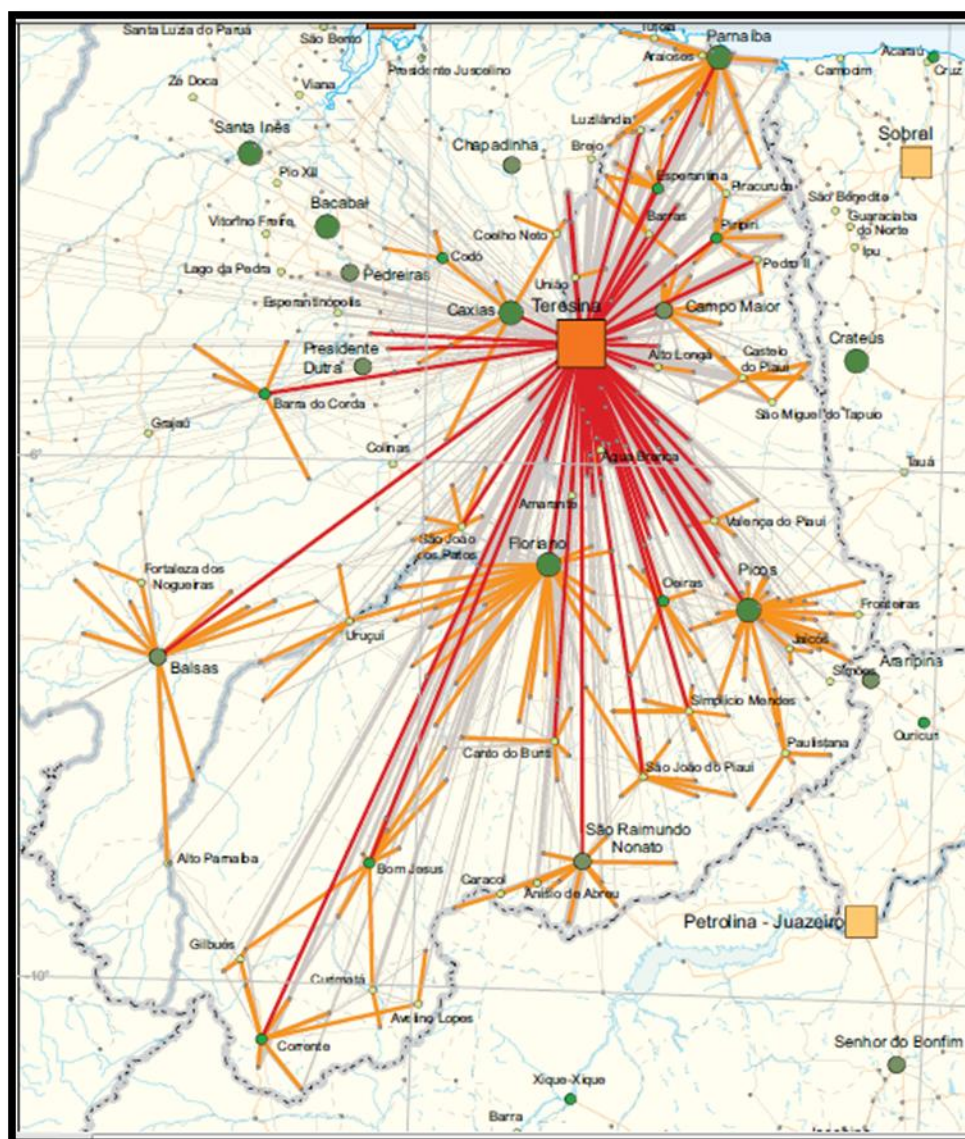 Santa Luzia do Paruá
São Bento
Tutóia
Parnaíba
Araioses
Acaraú
Cruz
Camocim
Presidente Juscelino
Zé Doca
Viana
Luzilândia
Santa Inês
Chapadinha
Brejo
Sobral
Pio XII
Esperantina
Piracuruca
São Benedito
Bacabal
Barras
Piripiri
Guaraciaba
do Norte
Vitorino Freire
Coelho Neto
Codó
Ipu
Lago da Pedra
Pedreiras
Pedro II
União
Esperantinópolis
Caxias
Teresina
Campo Maior
Crateús
Presidente
Dutra
Alto Longá
Castelo
do Piauí
Barra do Corda
São Miguel do Tapuio
Grajaú
Colinas
Água Branca
Tauá
Amarante
Valença do Piauí
São João
dos Patos
Floriano
Fortaleza dos
Nogueiras
Oeiras
Picos
Fronteiras
Uruçuí
Jaicós
Balsas
Simões
Araripina
Simplício Mendes
Ouricuri
Canto do Buriti
Paulistana
São João do Piauí
São Raimundo
Nonato
Alto Parnaíba
Bom Jesus
Caracol
Anísio de Abreu
Petrolina - Juazeiro
Gilbués
-10°
Curimatá
Avelino Lopes
Corrente
Senhor do Bonfim
Xique-Xique
Barra